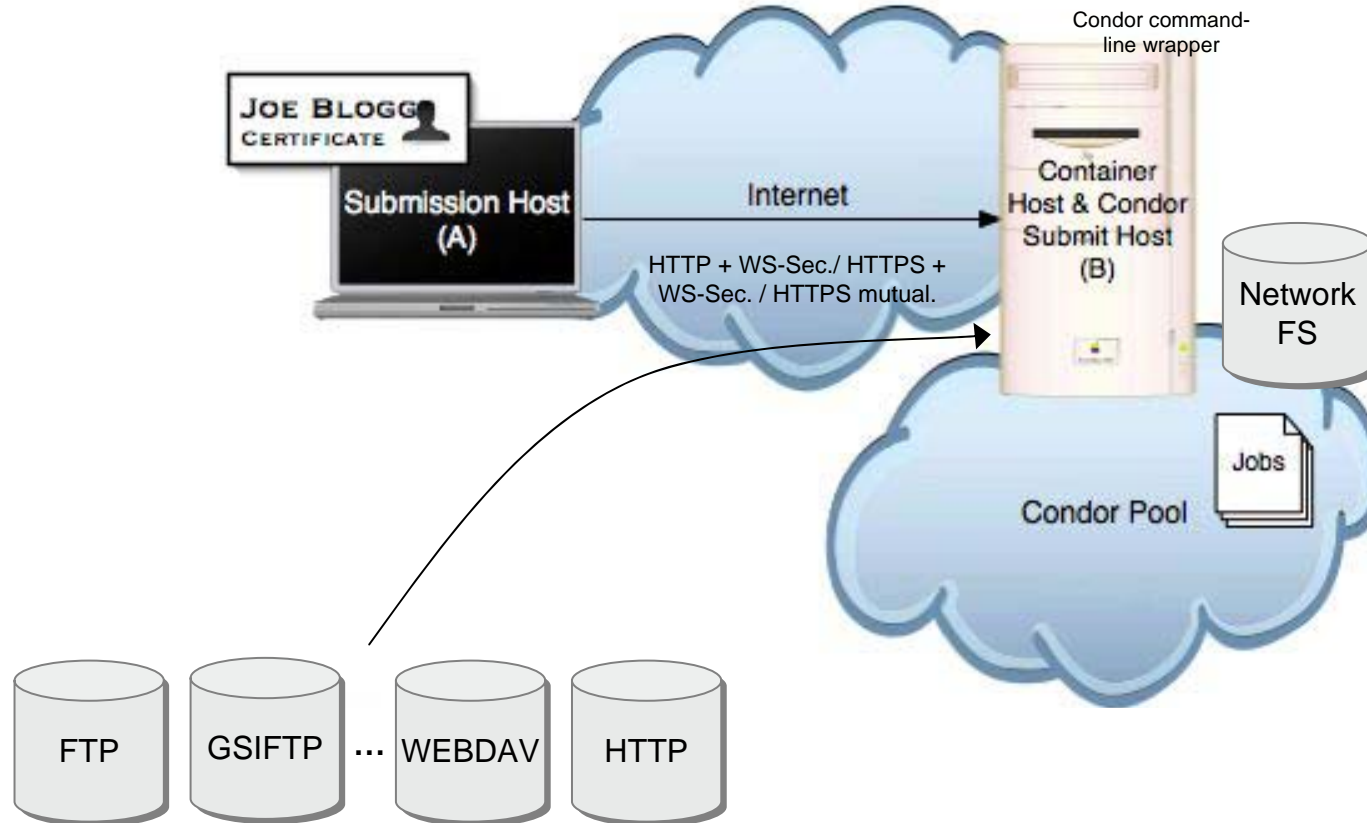 Condor command-
line wrapper
JOE BLOGG
CERTIFICATE
Submission Host
(A)
Internet
HTTP + WS-Sec./ HTTPS +
WS-Sec. / HTTPS mutual.
Container
Host & Condor
Submit Host
(B)
Network
FS
Jobs
Condor Pool
FTP
GSIFTP
...
WEBDAV
HTTP